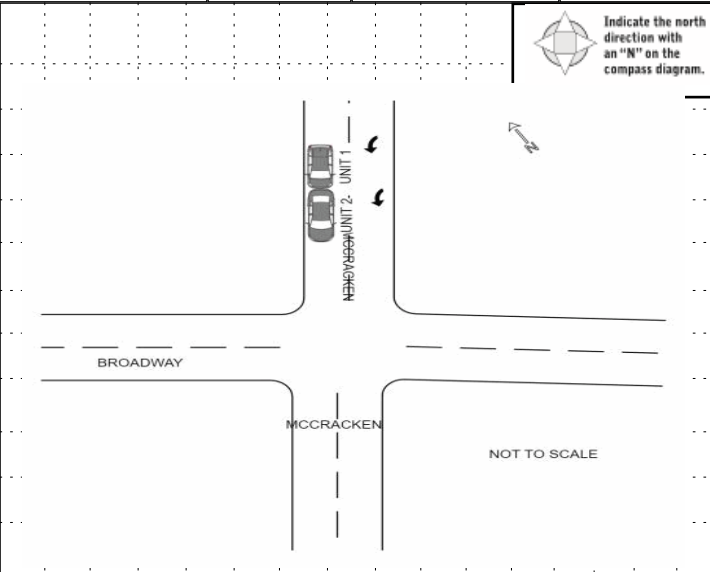 Indicate the north
direction with
an “N” on the
compass diagram.
N
UNIT 1
UNIT 2-
MCCRACKEN
BROADWAY
MCCRACKEN
NOT TO SCALE